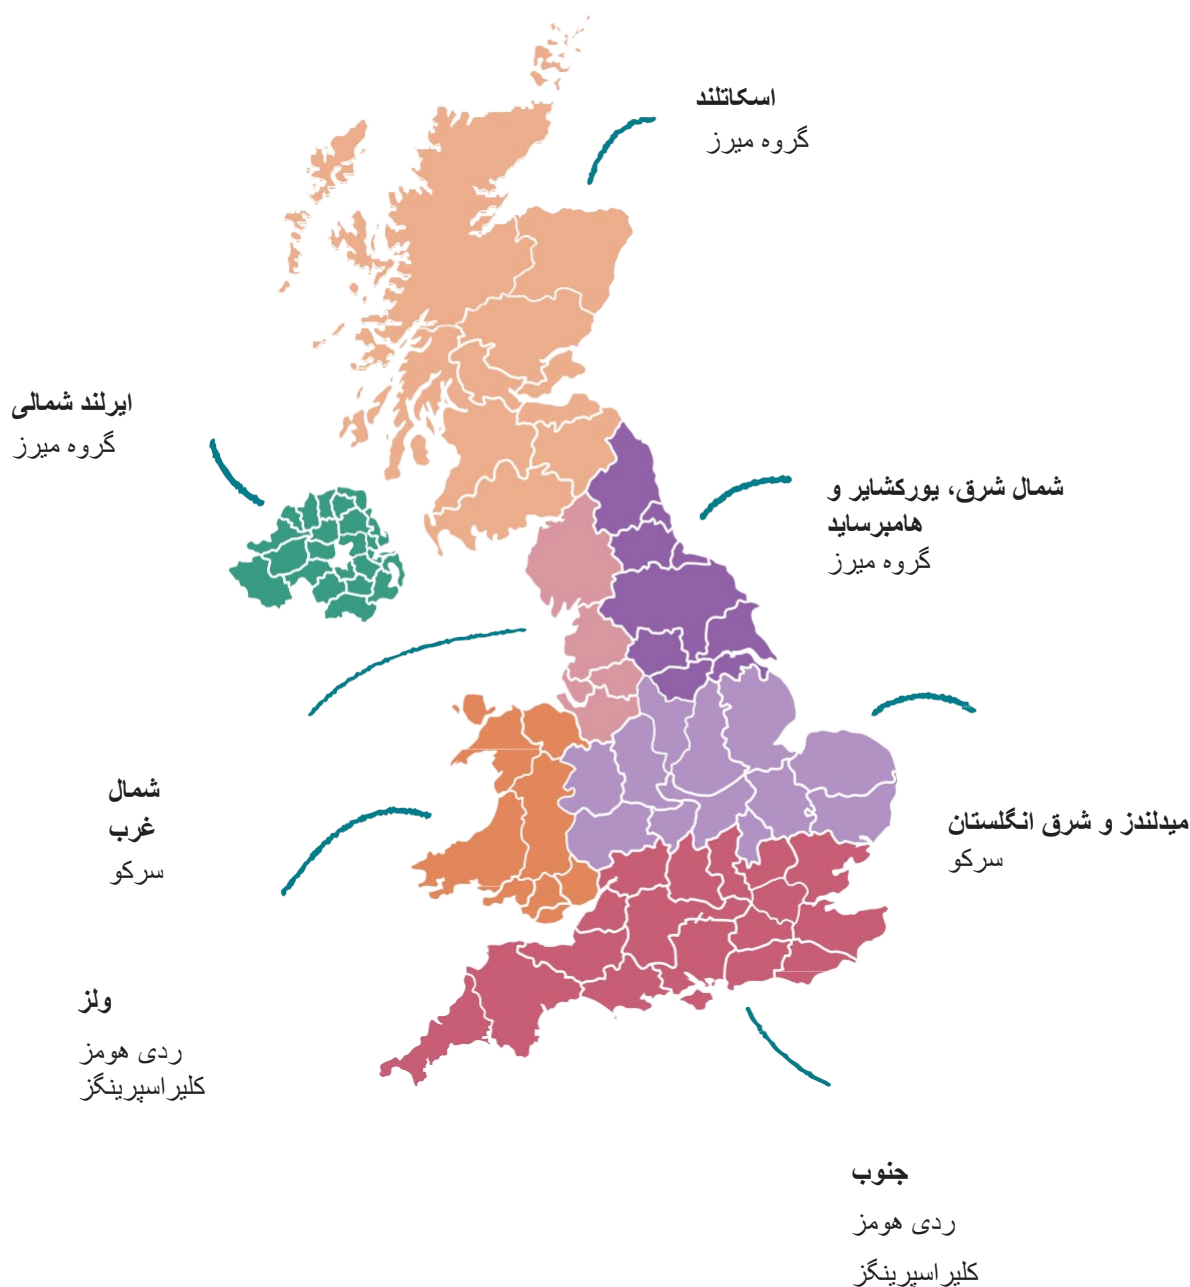 اسکاتلند
گروه میرز
ایرلند شمالی
گروه میرز
شمال شرق، یورکشایر و
هامبرساید
گروه میرز
شمال
غرب
سرکو
میدلندز و شرق انگلستان
سرکو
ولز
ردی هومز
کلیراسپرینگز
جنوب
ردی هومز
کلیراسپرینگز